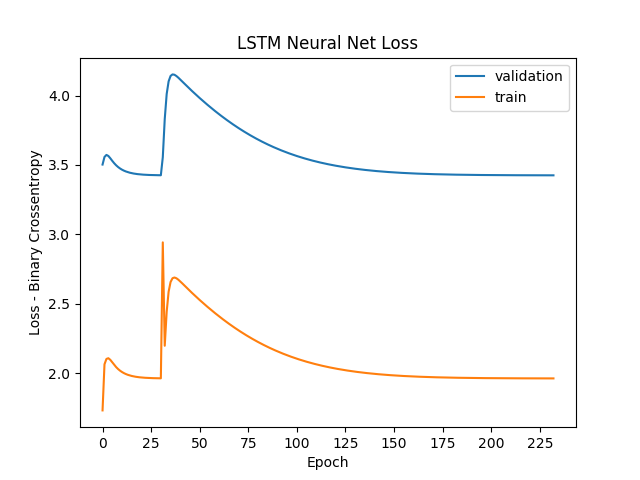 LSTM Neural Net Loss
validation
train
Loss - Binary Crossentropy
4.0
3.5
3.0
2.5
2.0
0 25 50 75 100 125 150 175 200 225
Epoch